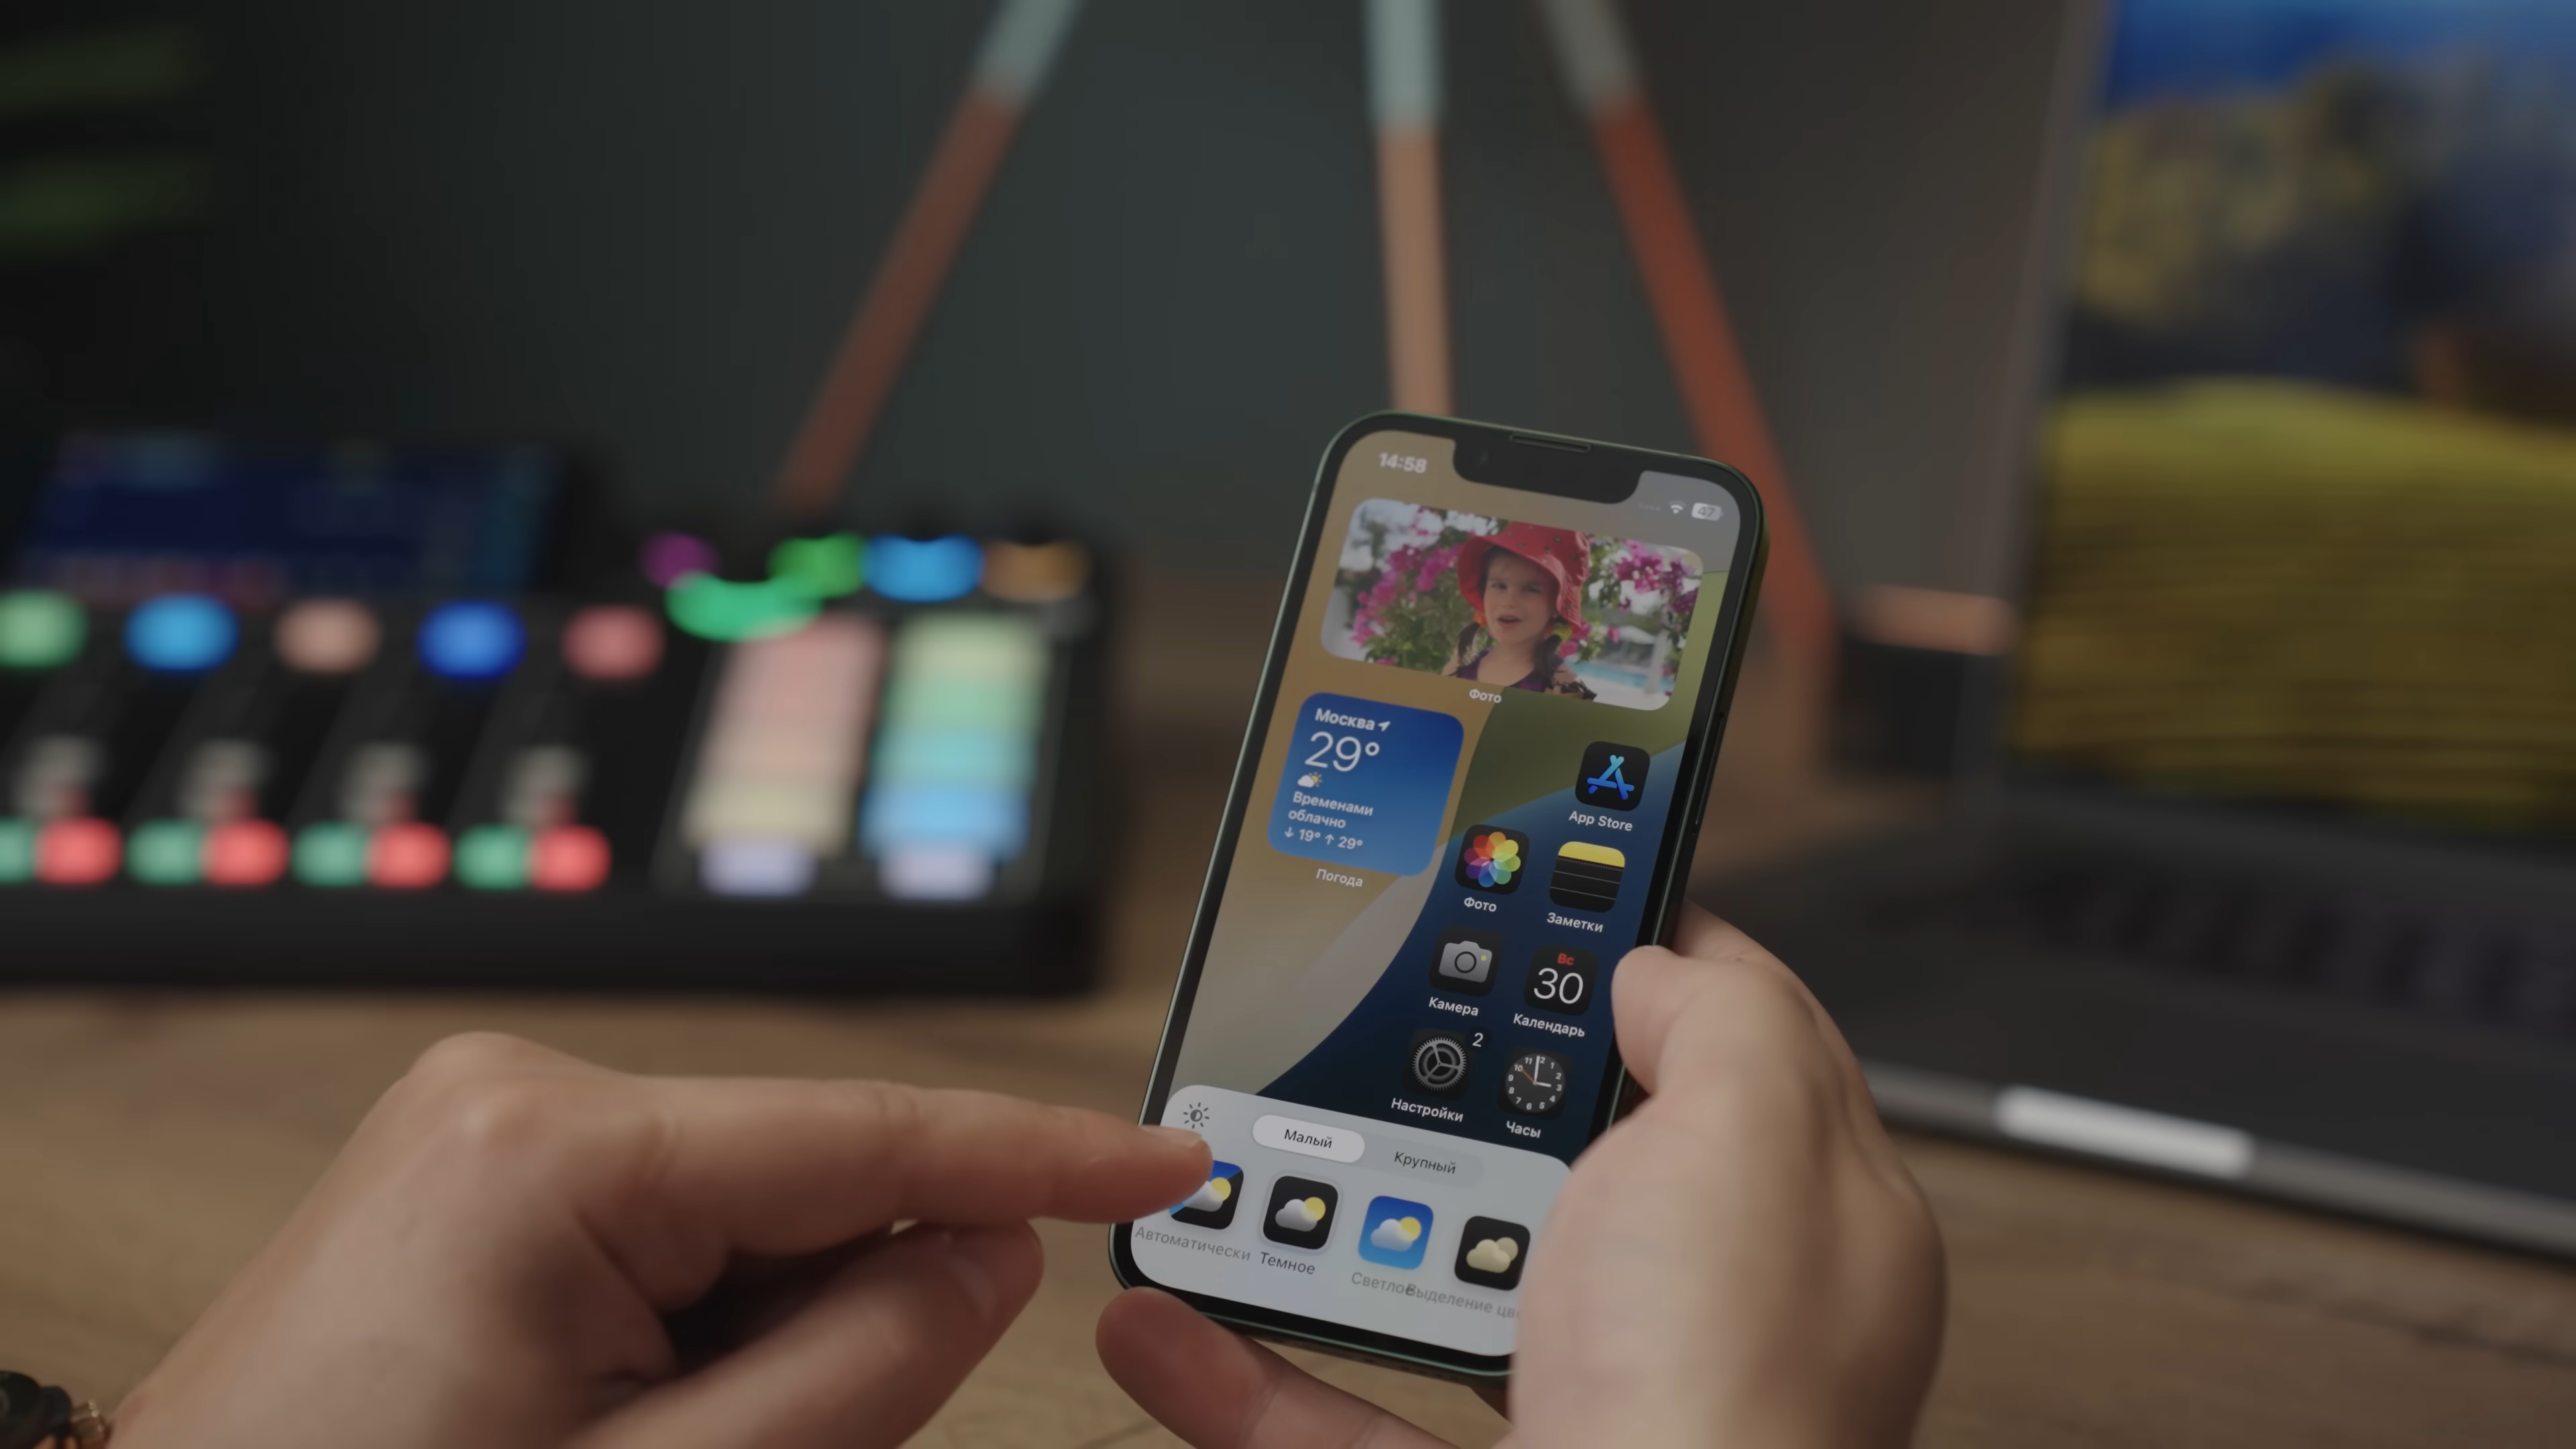 14:58
47
Фото
Москва
29°
Временами
облачно
↓ 19° ↑ 29°
Погода
App Store
Фото
Заметки
Камера
Вс
30
Календарь
2
Настройки
Часы
Малый
Крупный
Автоматически
Темное
Светлое
Выделение